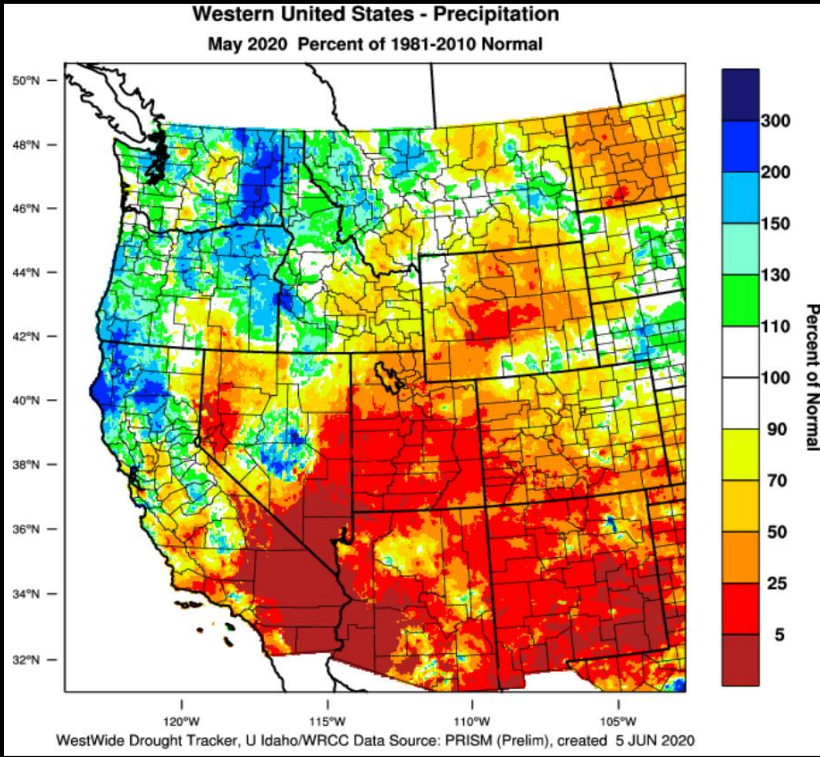 Western United States - Precipitation
May 2020 Percent of 1981-2010 Normal
50°N
48°N
46°N
44°N
42°N
40°N
38°N
36°N
34°N
32°N
120°W
115°W
110°W
105°W
300
200
150
130
110
100
90
70
50
25
5
Percent of Normal
WestWide Drought Tracker, U Idaho/WRCC Data Source: PRISM (Prelim), created 5 JUN 2020